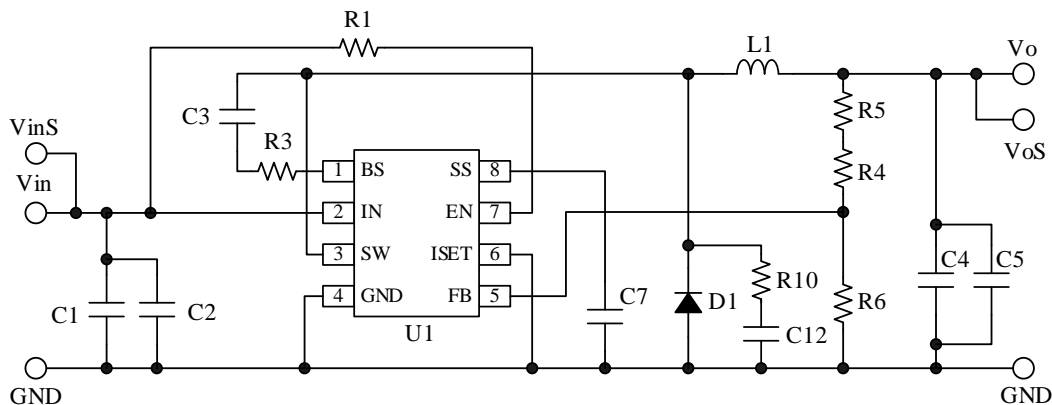 R1
L1
Vo
C3
R5
VinS
R3
VoS
1 BS SS 8
R4
Vin
2 IN EN 7
3 SW ISET 6
C4 C5
R10
4 GND FB 5
C7 D1 R6
C1 C2
U1
C12
GND GND